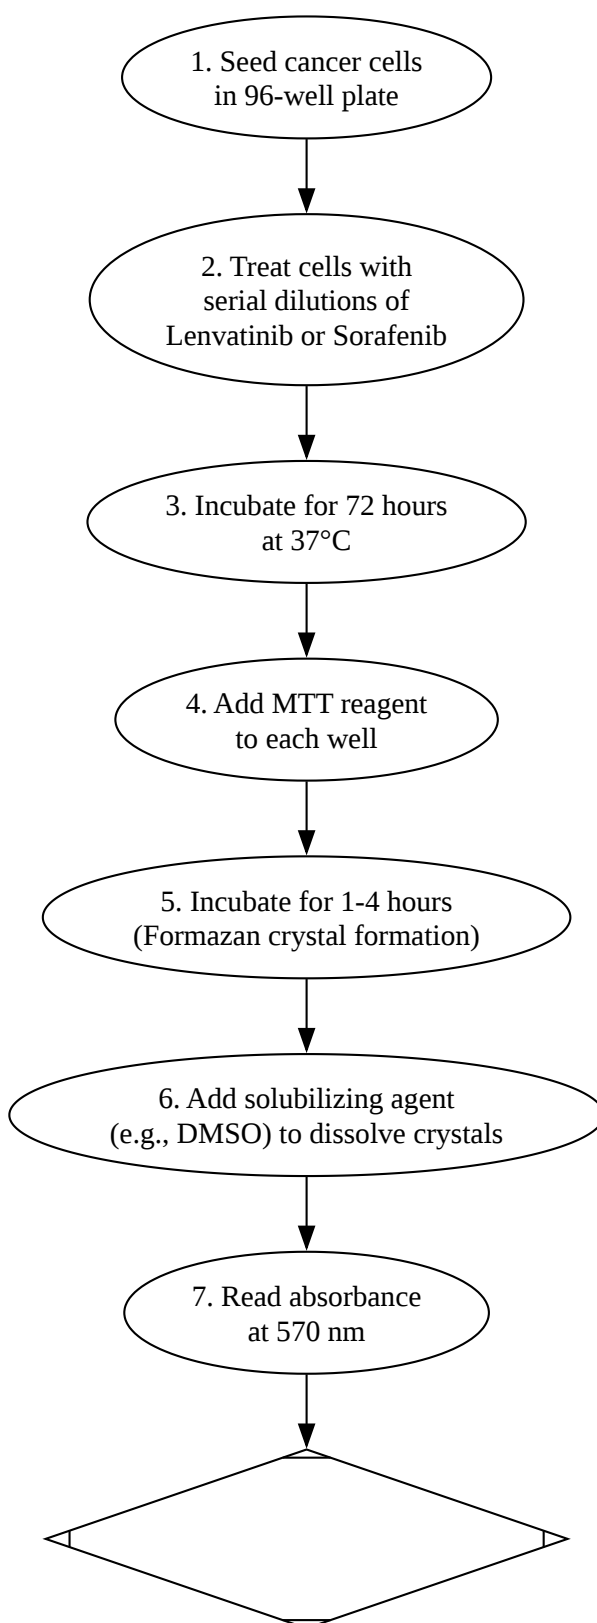 1. Seed cancer cells
in 96-well plate
2. Treat cells with
serial dilutions of
Lenvatinib or Sorafenib
3. Incubate for 72 hours
at 37°C
4. Add MTT reagent
to each well
5. Incubate for 1-4 hours
(Formazan crystal formation)
6. Add solubilizing agent
(e.g., DMSO) to dissolve crystals
7. Read absorbance
at 570 nm